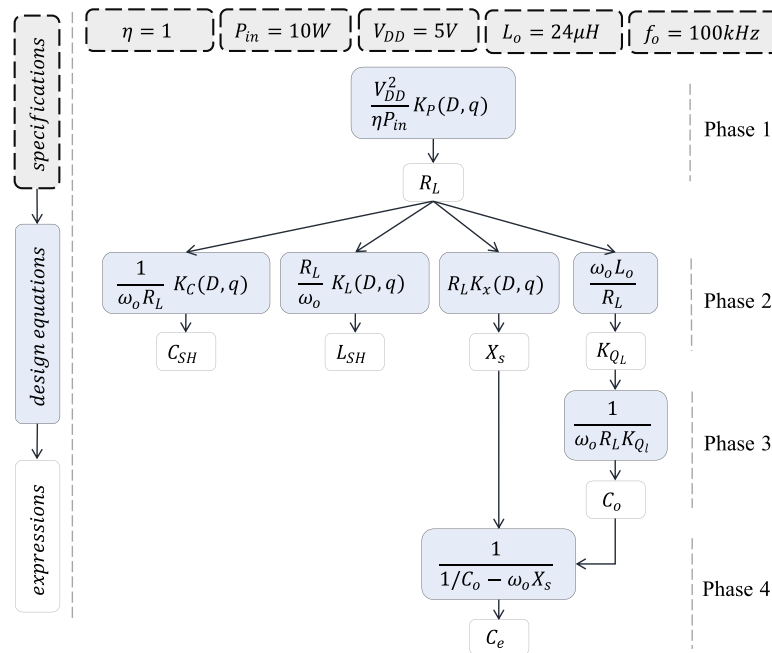 η = 1
P_in = 10W
V_DD = 5V
L_o = 24μH
f_o = 100kHz
specifications
design equations
expressions
V_DD^2 / ηP_in K_P(D, q)
Phase 1
R_L
1 / ω_o R_L K_C(D, q)
R_L / ω_o K_L(D, q)
R_L K_x(D, q)
ω_o L_o / R_L
Phase 2
C_SH
L_SH
X_s
K_Q_L
1 / ω_o R_L K_Q_l
Phase 3
C_o
1 / 1/C_o − ω_o X_s
Phase 4
C_e